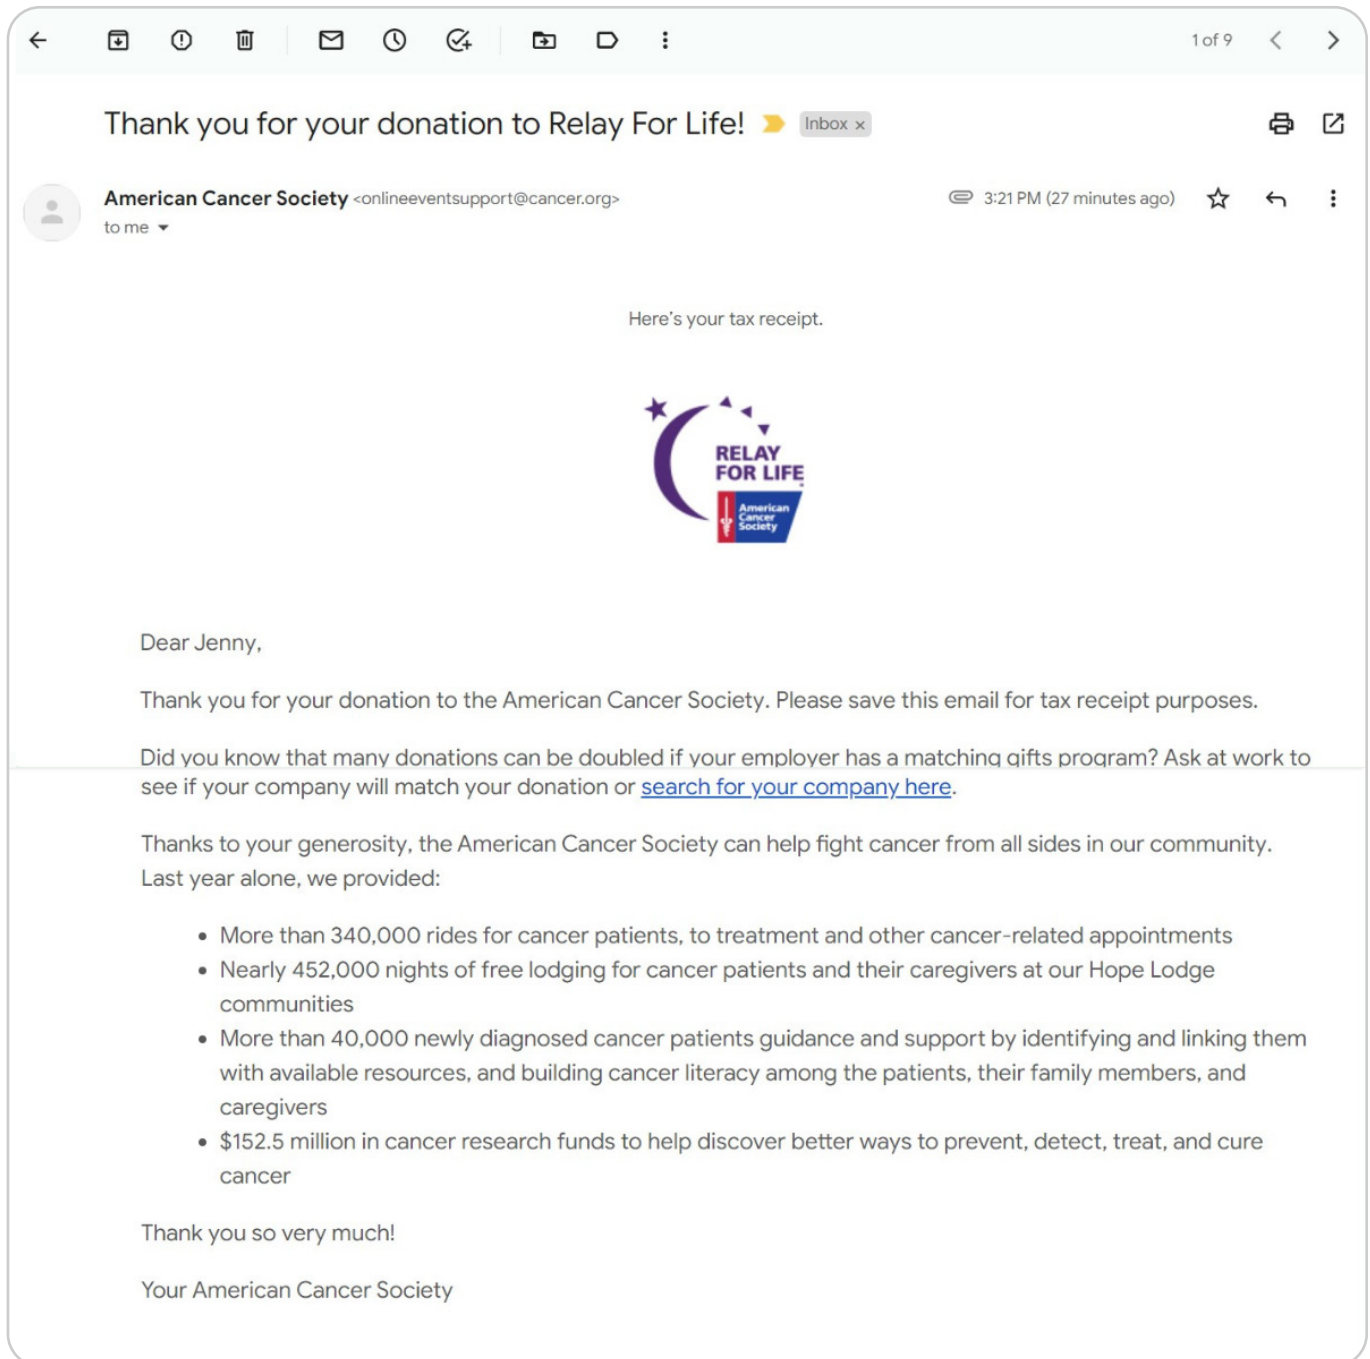 1 of 9
Thank you for your donation to Relay For Life! Inbox ×
American Cancer Society <onlineeventsupport@cancer.org> 3:21 PM (27 minutes ago)
to me
Here's your tax receipt.
RELAY
FOR LIFE
American
Cancer
Society
Dear Jenny,
Thank you for your donation to the American Cancer Society. Please save this email for tax receipt purposes.
Did you know that many donations can be doubled if your employer has a matching gifts program? Ask at work to
see if your company will match your donation or search for your company here.
Thanks to your generosity, the American Cancer Society can help fight cancer from all sides in our community.
Last year alone, we provided:
• More than 340,000 rides for cancer patients, to treatment and other cancer-related appointments
• Nearly 452,000 nights of free lodging for cancer patients and their caregivers at our Hope Lodge
communities
• More than 40,000 newly diagnosed cancer patients guidance and support by identifying and linking them
with available resources, and building cancer literacy among the patients, their family members, and
caregivers
• $152.5 million in cancer research funds to help discover better ways to prevent, detect, treat, and cure
cancer
Thank you so very much!
Your American Cancer Society